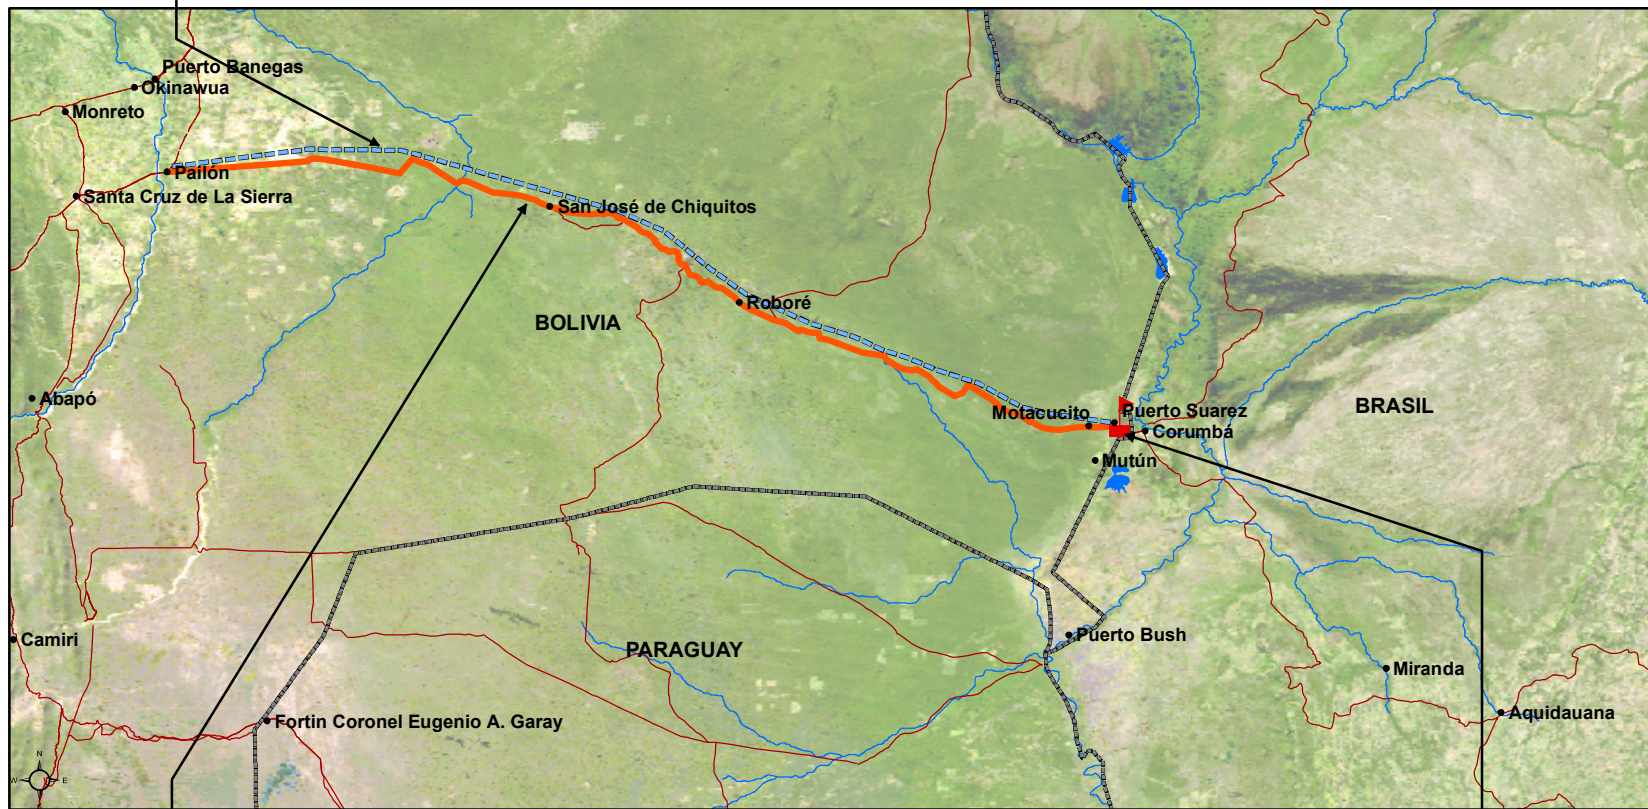 Puerto Banegas
Okinawua
Monreto
Pailón
Santa Cruz de La Sierra
San José de Chiquitos
Roboré
BOLIVIA
Abapó
BRASIL
Motacucito
Puerto Suarez
Corumbá
Mutún
Camiri
PARAGUAY
Puerto Bush
Miranda
Aquidauana
Fortin Coronel Eugenio A. Garay
N
W
E